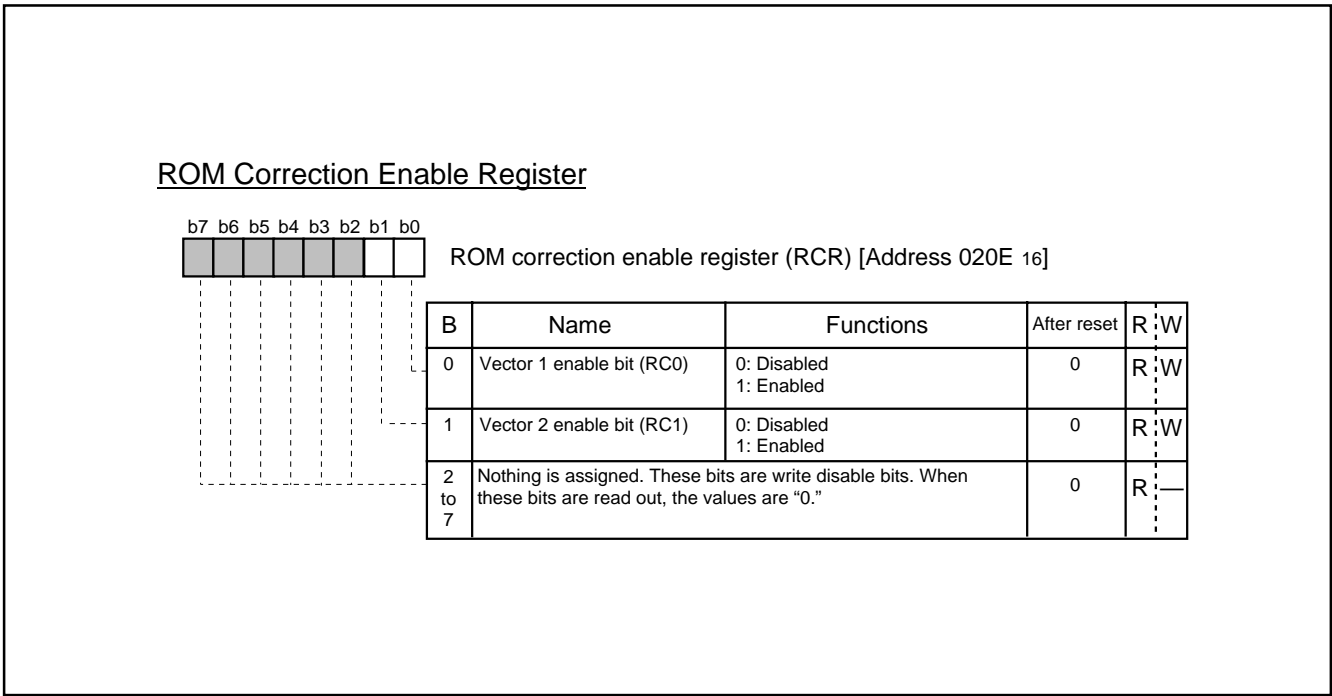 ROM Correction Enable Register
b7 b6 b5 b4 b3 b2 b1 b0
ROM correction enable register (RCR) [Address 020E 16]
B Name Functions After reset R W
0 Vector 1 enable bit (RC0) 0: Disabled 0 R W
1: Enabled
1 Vector 2 enable bit (RC1) 0: Disabled 0 R W
1: Enabled
2 Nothing is assigned. These bits are write disable bits. When 0 R —
to these bits are read out, the values are “0.”
7